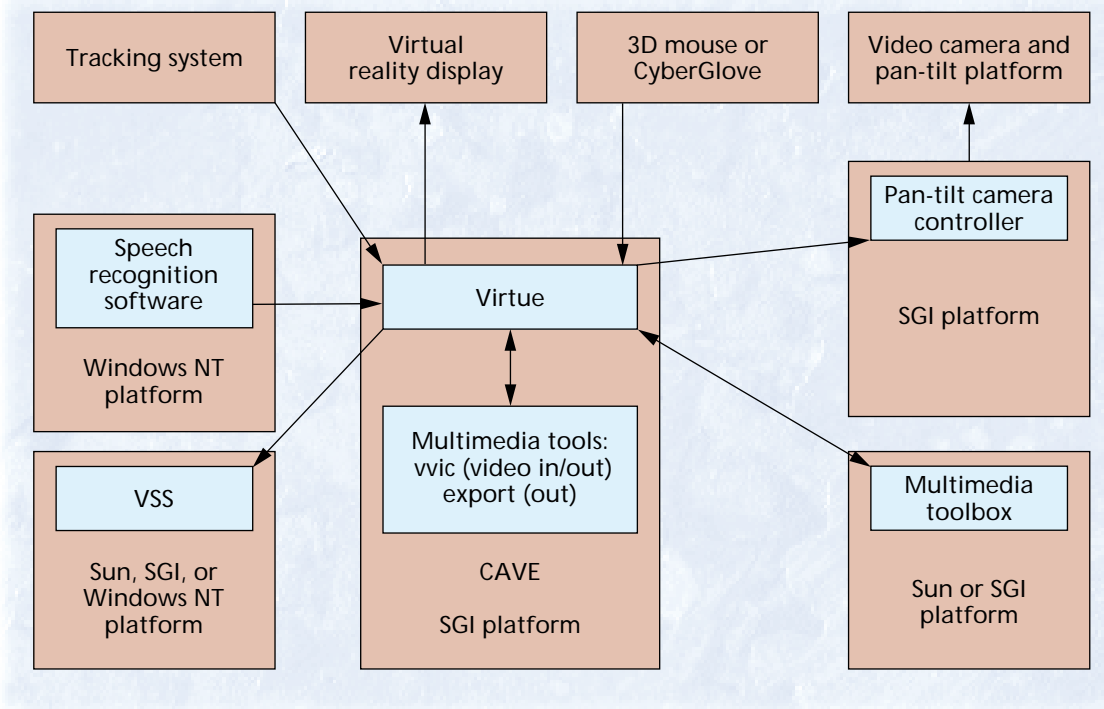 Tracking system
Virtual
reality display
3D mouse or
CyberGlove
Video camera and
pan-tilt platform
Speech
recognition
software
Windows NT
platform
Virtue
Pan-tilt camera
controller
SGI platform
Multimedia tools:
vvic (video in/out)
export (out)
CAVE
SGI platform
VSS
Sun, SGI, or
Windows NT
platform
Multimedia
toolbox
Sun or SGI
platform